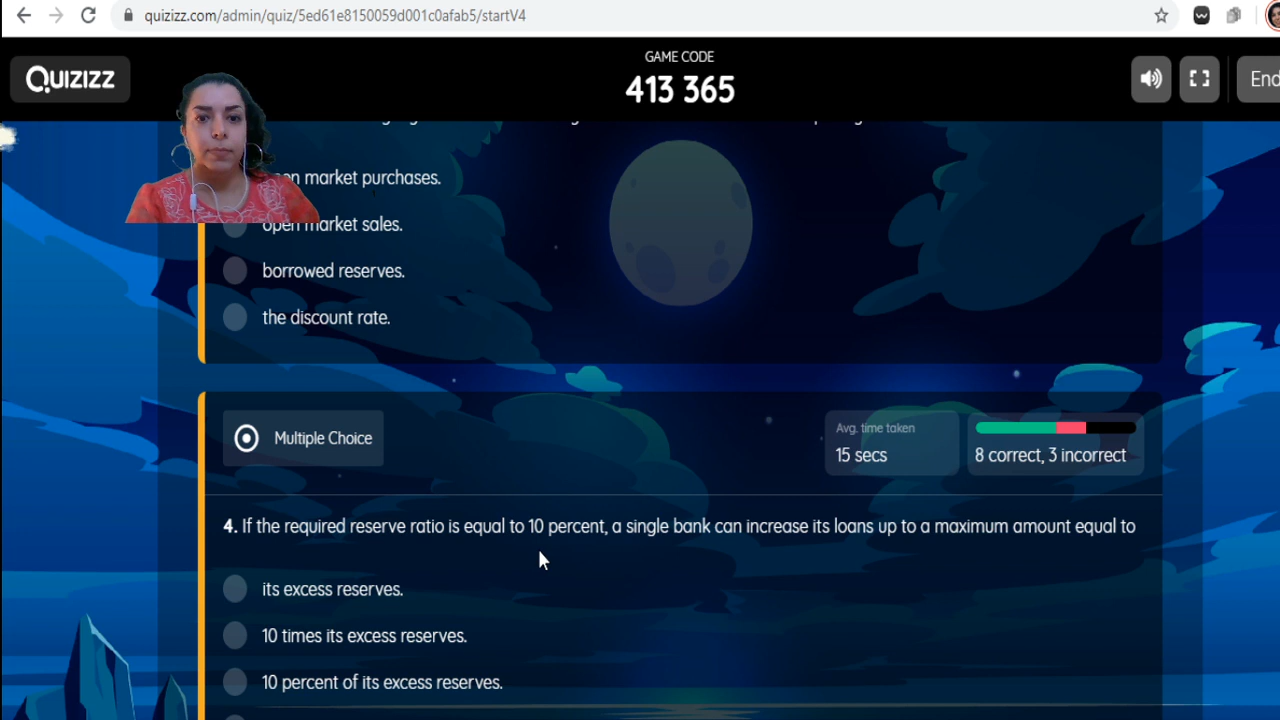 quizizz.com/admin/quiz/5ed61e8150059d001c0afab5/startV4
QUIZIZZ
GAME CODE
413 365
End
market purchases.
open market sales.
borrowed reserves.
the discount rate.
Multiple Choice
Avg. time taken
15 secs
8 correct, 3 incorrect
4. If the required reserve ratio is equal to 10 percent, a single bank can increase its loans up to a maximum amount equal to
its excess reserves.
10 times its excess reserves.
10 percent of its excess reserves.